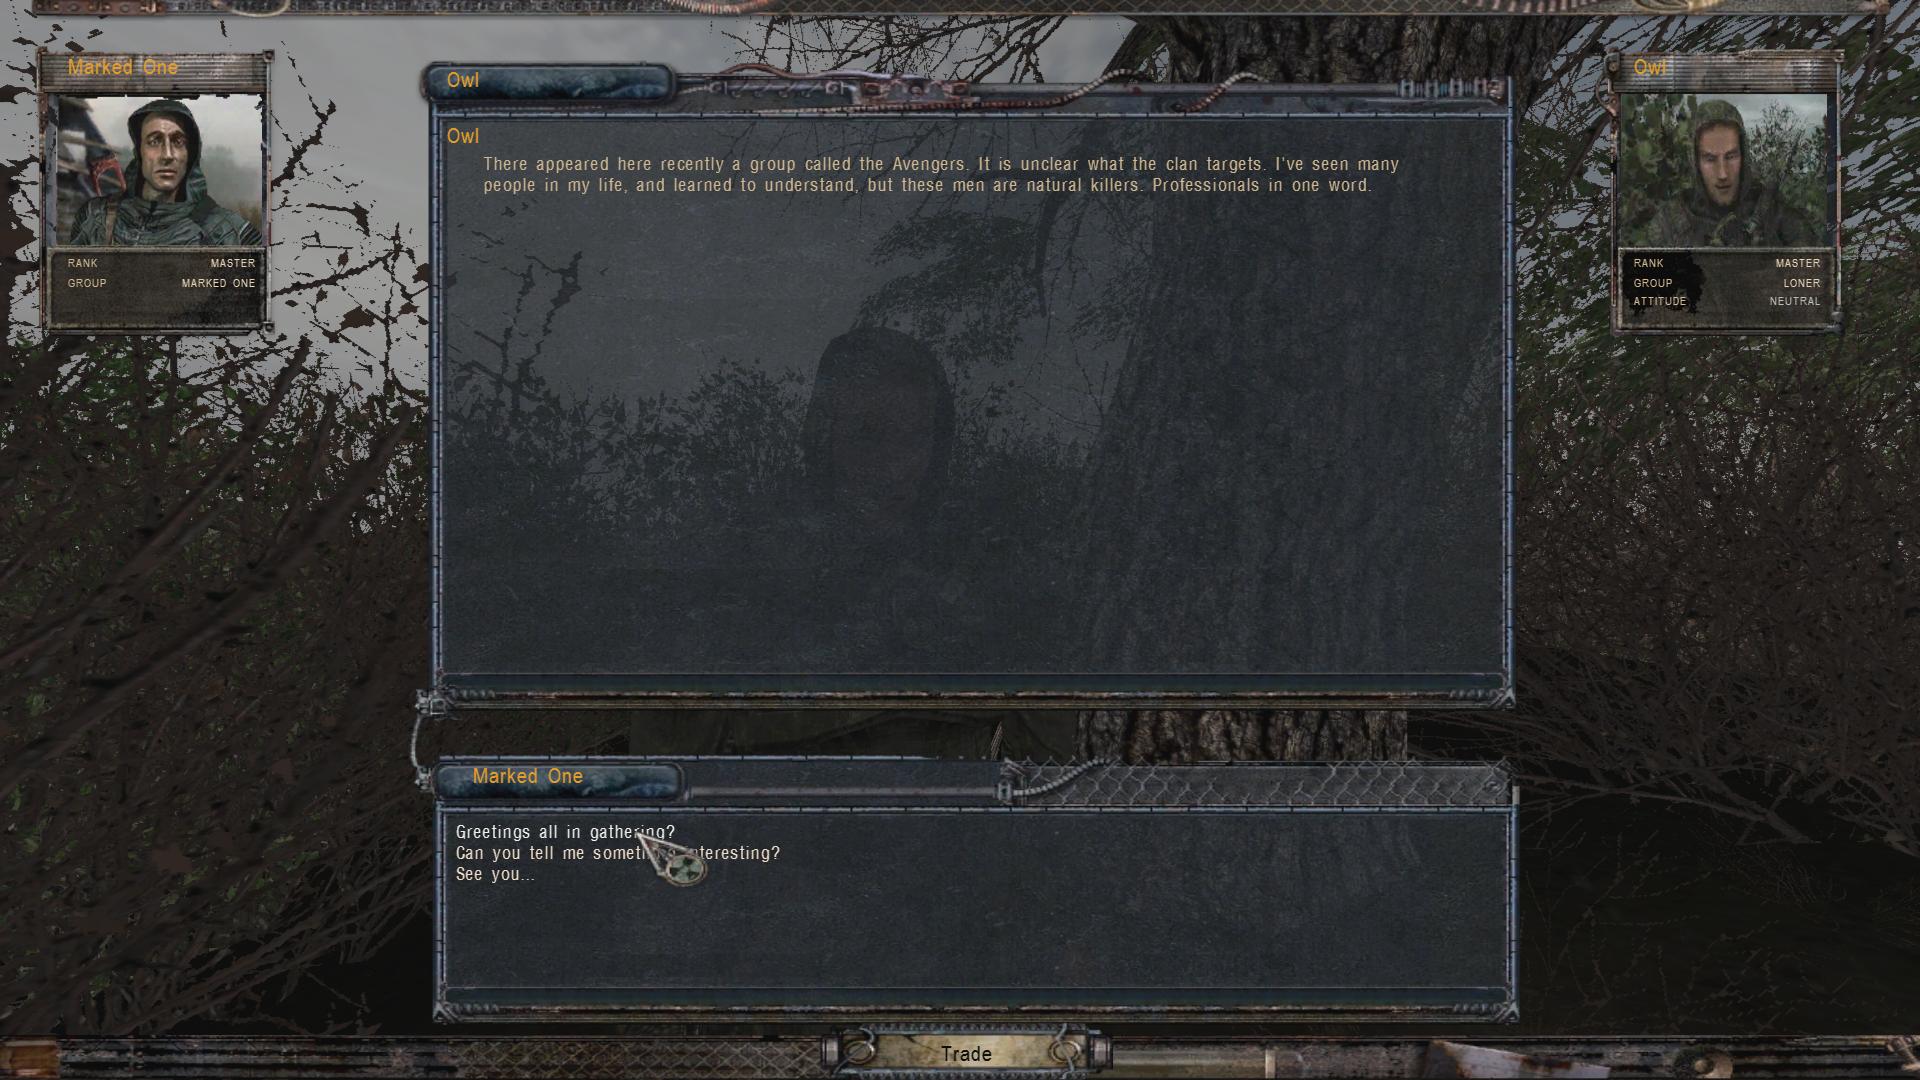 Marked One
RANK MASTER
GROUP MARKED ONE
Owl
Owl
There appeared here recently a group called the Avengers. It is unclear what the clan targets. I've seen many
people in my life, and learned to understand, but these men are natural killers. Professionals in one word.
Owl
RANK MASTER
GROUP LONER
ATTITUDE NEUTRAL
Marked One
Greetings all in gathering?
Can you tell me something interesting?
See you...
Trade